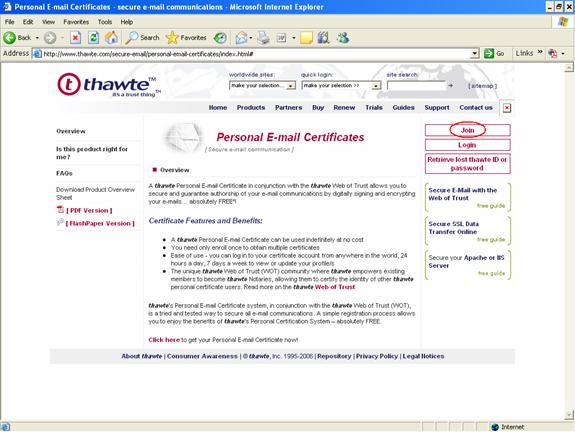 Personal E-mail Certificates - secure e-mail communications - Microsoft Internet Explorer
File Edit View Favorites Tools Help
Back Search Favorites
Address http://www.thawte.com/secure-email/personal-email-certificates/index.html# Go Links »
thawte™
it's a trust thing™
worldwide sites: quick login: site search:
make your selection... make your selection >> [ sitemap ]
Home Products Partners Buy Renew Trials Guides Support Contact us
Overview
Is this product right for me?
FAQs
Download Product Overview Sheet
[ PDF Version ]
[ FlashPaper Version ]
Personal E-mail Certificates
[ Secure e-mail communication ]
Overview
A thawte Personal E-mail Certificate in conjunction with the thawte Web of Trust allows you to
secure and guarantee authorship of your e-mail communications by digitally signing and encrypting
your e-mails... absolutely FREE*!
Certificate Features and Benefits:
A thawte Personal E-mail Certificate can be used indefinitely at no cost
You need only enroll once to obtain multiple certificates
Ease of use - you can log in to your certificate account from anywhere in the world, 24
hours a day, 7 days a week to view or update your profile/s
The unique thawte Web of Trust (WOT) community where thawte empowers existing
members to become thawte Notaries, allowing them to certify the identity of other thawte
personal certificate users. Read more on the thawte Web of Trust
thawte's Personal E-mail Certificate system, in conjunction with the thawte Web of Trust (WOT),
is a tried and tested way to secure all e-mail communications. A simple registration process allows
you to enjoy the benefits of thawte's Personal Certification System – absolutely FREE.
Click here to get your Personal E-mail Certificate now!
Join
Login
Retrieve lost thawte ID or
password
Secure E-Mail with the
Web of Trust
free guide
Secure SSL Data
Transfer Online
free guide
Secure your Apache or IIS
Server
free guide
About thawte | Consumer Awareness | © thawte, Inc. 1995-2006 | Repository | Privacy Policy | Legal Notices
Internet